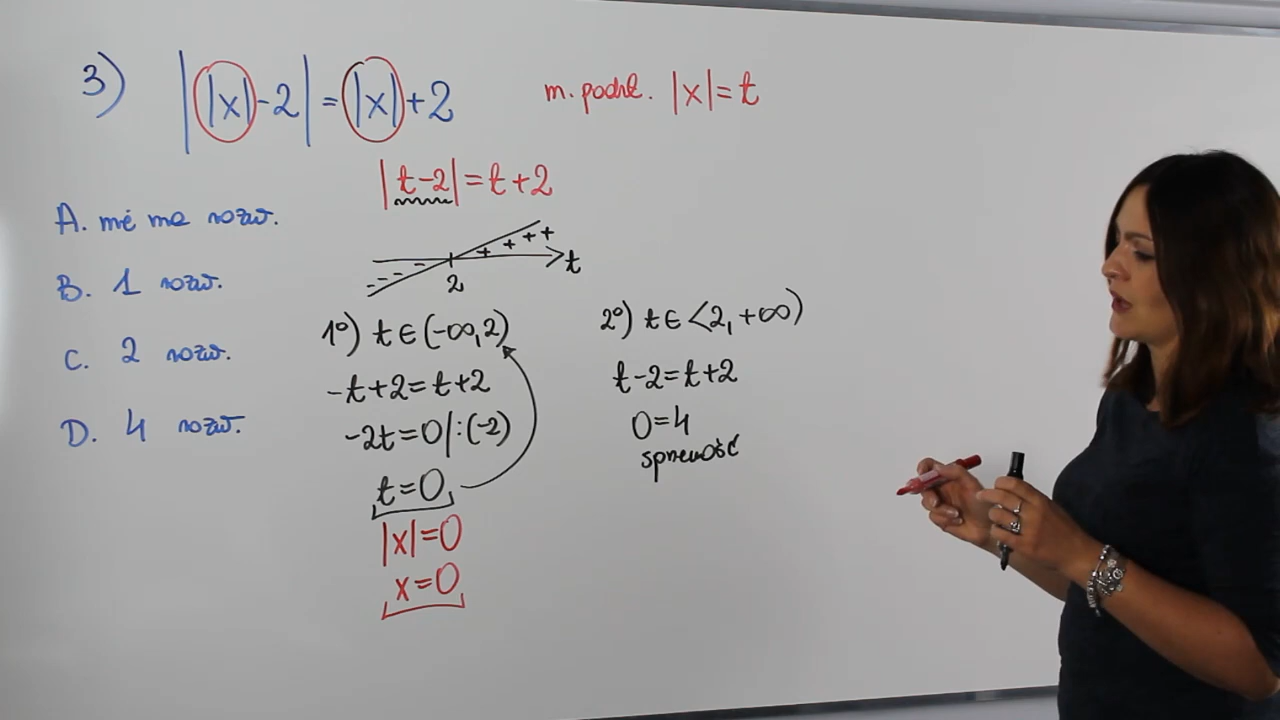 3) ||x|-2| = |x|+2
m. podst. |x|=t
|t-2|=t+2
A. nie ma rozw.
B. 1 rozw.
C. 2 rozw.
D. 4 rozw.
- - - - + + + +
2
t
1°) t∈(-∞,2)
-t+2=t+2
-2t=0|:(-2)
t=0
|x|=0
x=0
2°) t∈<2,+∞)
t-2=t+2
0=4
sprzeność